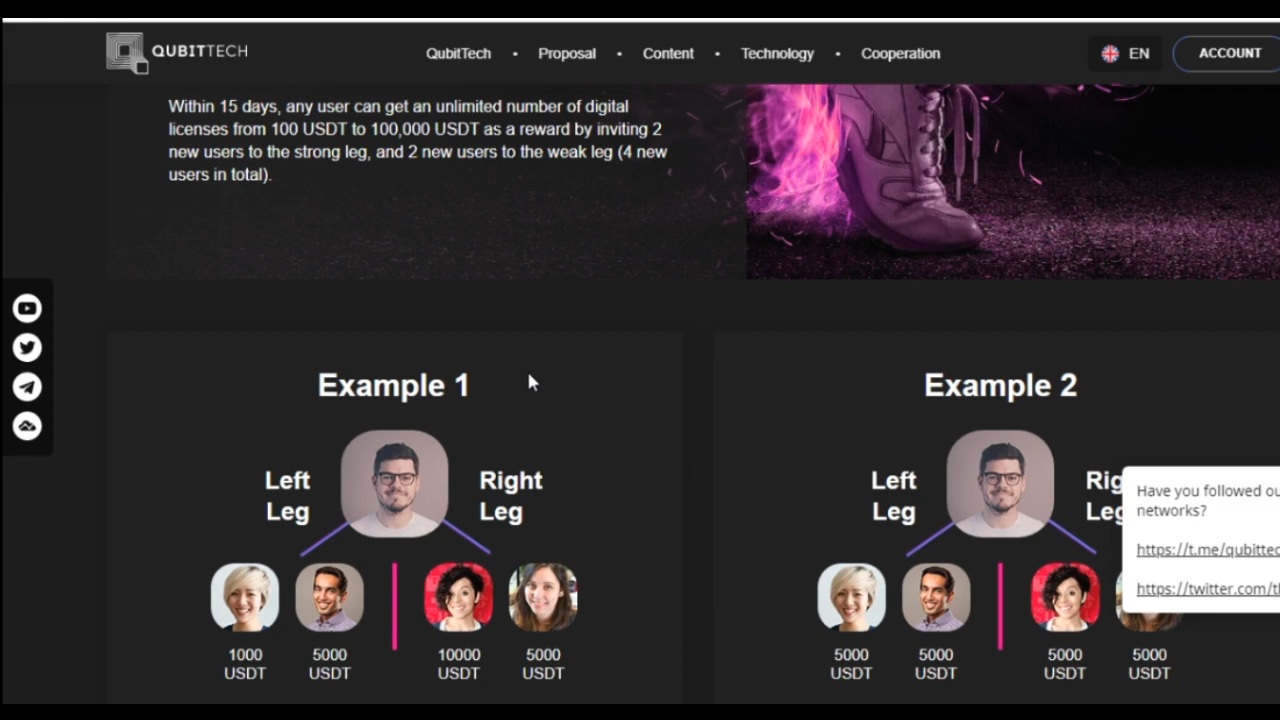 QUBITTECH
QubitTech • Proposal • Content • Technology • Cooperation
EN
ACCOUNT
Within 15 days, any user can get an unlimited number of digital
licenses from 100 USDT to 100,000 USDT as a reward by inviting 2
new users to the strong leg, and 2 new users to the weak leg (4 new
users in total).
Example 1
Left
Leg
Right
Leg
1000
USDT
5000
USDT
10000
USDT
5000
USDT
Example 2
Left
Leg
Rig
Leg
5000
USDT
5000
USDT
5000
USDT
5000
USDT
Have you followed ou
networks?
https://t.me/qubittec
https://twitter.com/t